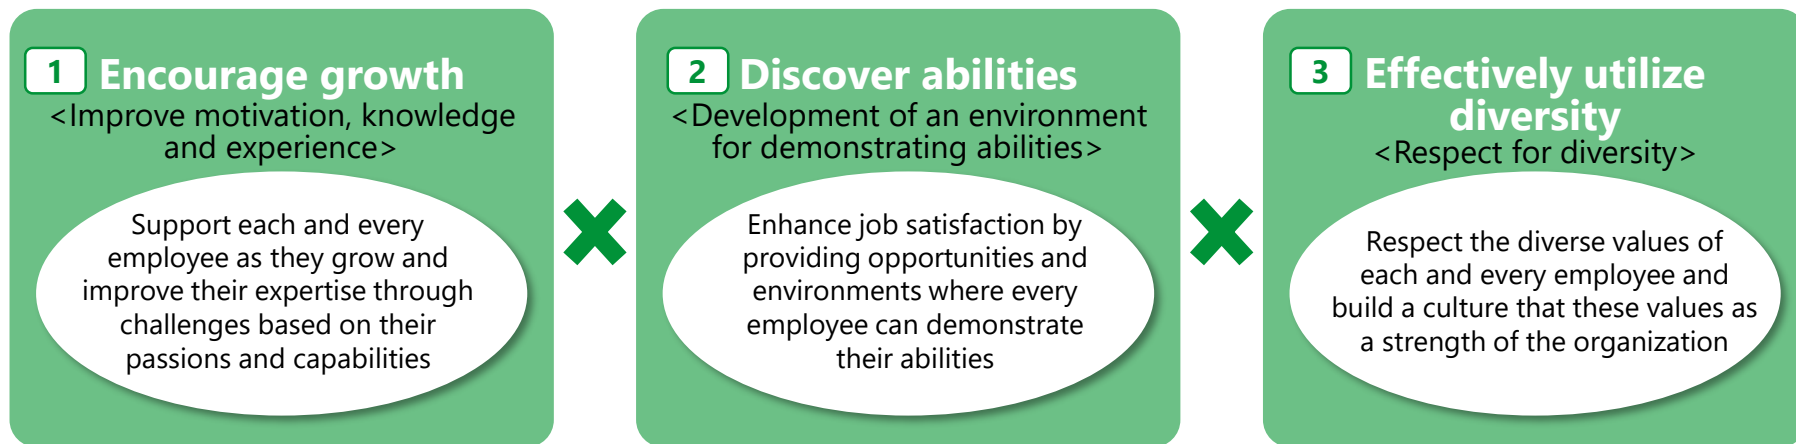 1 Encourage growth
<Improve motivation, knowledge
and experience>
Support each and every
employee as they grow and
improve their expertise through
challenges based on their
passions and capabilities
2 Discover abilities
<Development of an environment
for demonstrating abilities>
Enhance job satisfaction by
providing opportunities and
environments where every
employee can demonstrate
their abilities
3 Effectively utilize
diversity
<Respect for diversity>
Respect the diverse values of
each and every employee and
build a culture that these values as
a strength of the organization